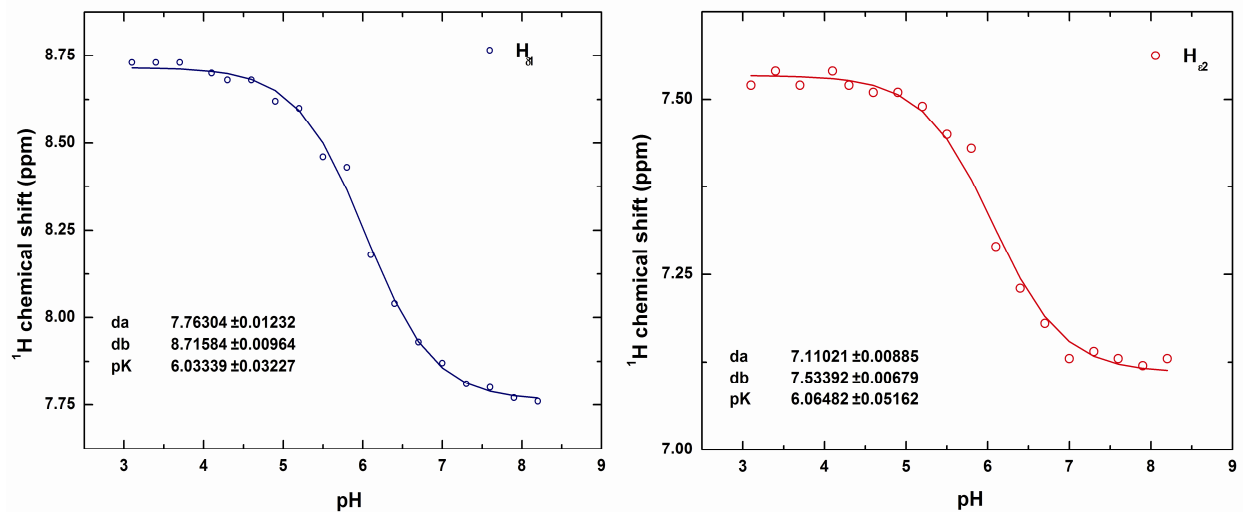 H δ1
8.75
8.50
8.25
8.00
7.75
¹H chemical shift (ppm)
da 7.76304 ±0.01232
db 8.71584 ±0.00964
pK 6.03339 ±0.03227
3 4 5 6 7 8 9
pH
H ε2
7.50
7.25
7.00
¹H chemical shift (ppm)
da 7.11021 ±0.00885
db 7.53392 ±0.00679
pK 6.06482 ±0.05162
3 4 5 6 7 8 9
pH